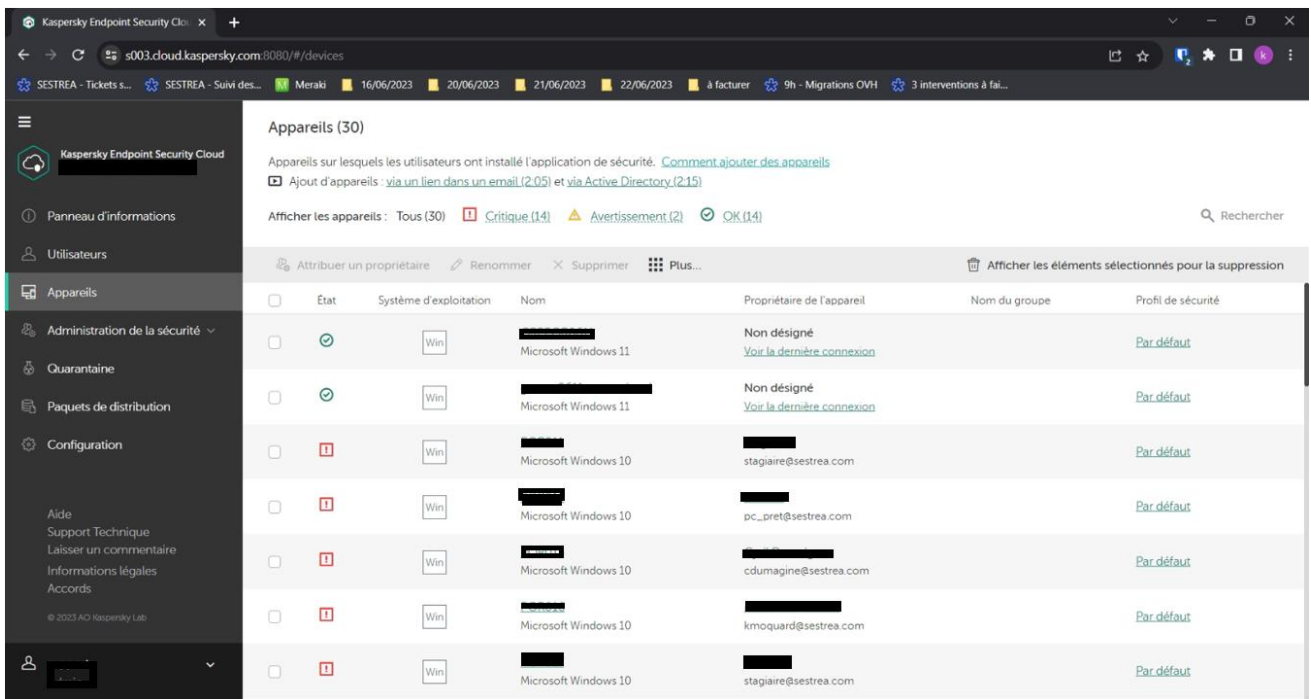 Kaspersky Endpoint Security Clou
s003.cloud.kaspersky.com:8080/#/devices
SESTREA - Tickets s... SESTREA - Suivi des... Meraki 16/06/2023 20/06/2023 21/06/2023 22/06/2023 à facturer 9h - Migrations OVH 3 interventions à fai...
Kaspersky Endpoint Security Cloud
Panneau d'informations
Utilisateurs
Appareils
Administration de la sécurité
Quarantaine
Paquets de distribution
Configuration
Aide
Support Technique
Laisser un commentaire
Informations légales
Accords
© 2023 AO Kaspersky Lab
Appareils (30)
Appareils sur lesquels les utilisateurs ont installé l'application de sécurité. Comment ajouter des appareils
Ajout d'appareils : via un lien dans un email (2:05) et via Active Directory (2:15)
Afficher les appareils : Tous (30) Critique (14) Avertissement (2) OK (14) Rechercher
Attribuer un propriétaire Renommer Supprimer Plus... Afficher les éléments sélectionnés pour la suppression
État Système d'exploitation Nom Propriétaire de l'appareil Nom du groupe Profil de sécurité
Win Microsoft Windows 11 Non désigné Voir la dernière connexion Par défaut
Win Microsoft Windows 11 Non désigné Voir la dernière connexion Par défaut
Win Microsoft Windows 10 stagiaire@sestrea.com Par défaut
Win Microsoft Windows 10 pc_pret@sestrea.com Par défaut
Win Microsoft Windows 10 cdumagine@sestrea.com Par défaut
Win Microsoft Windows 10 kmoquard@sestrea.com Par défaut
Win Microsoft Windows 10 stagiaire@sestrea.com Par défaut